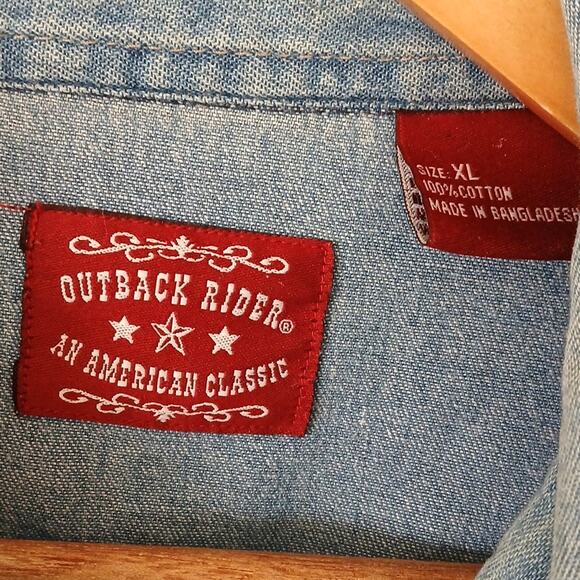 OUTBACK RIDER®
AN AMERICAN CLASSIC
SIZE: XL
100% COTTON
MADE IN BANGLADESH